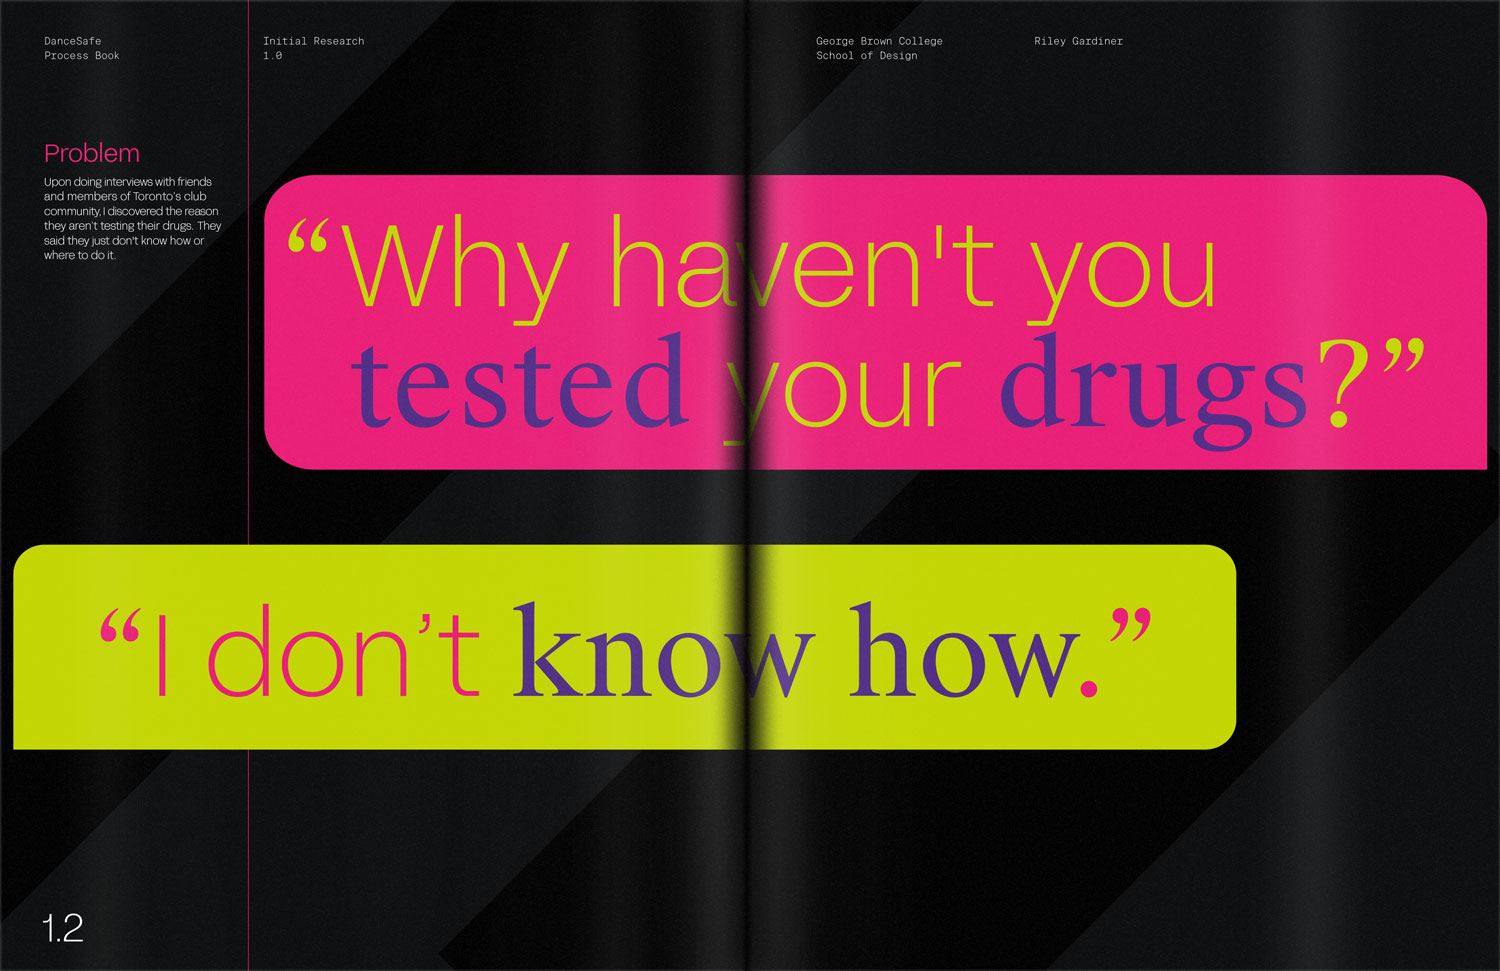 DanceSafe
Process Book
Initial Research
1.0
George Brown College
School of Design
Riley Gardiner
Problem
Upon doing interviews with friends
and members of Toronto's club
community, I discovered the reason
they aren't testing their drugs. They
said they just don't know how or
where to do it.
“Why haven't you
tested your drugs?”
“I don’t know how.”
1.2